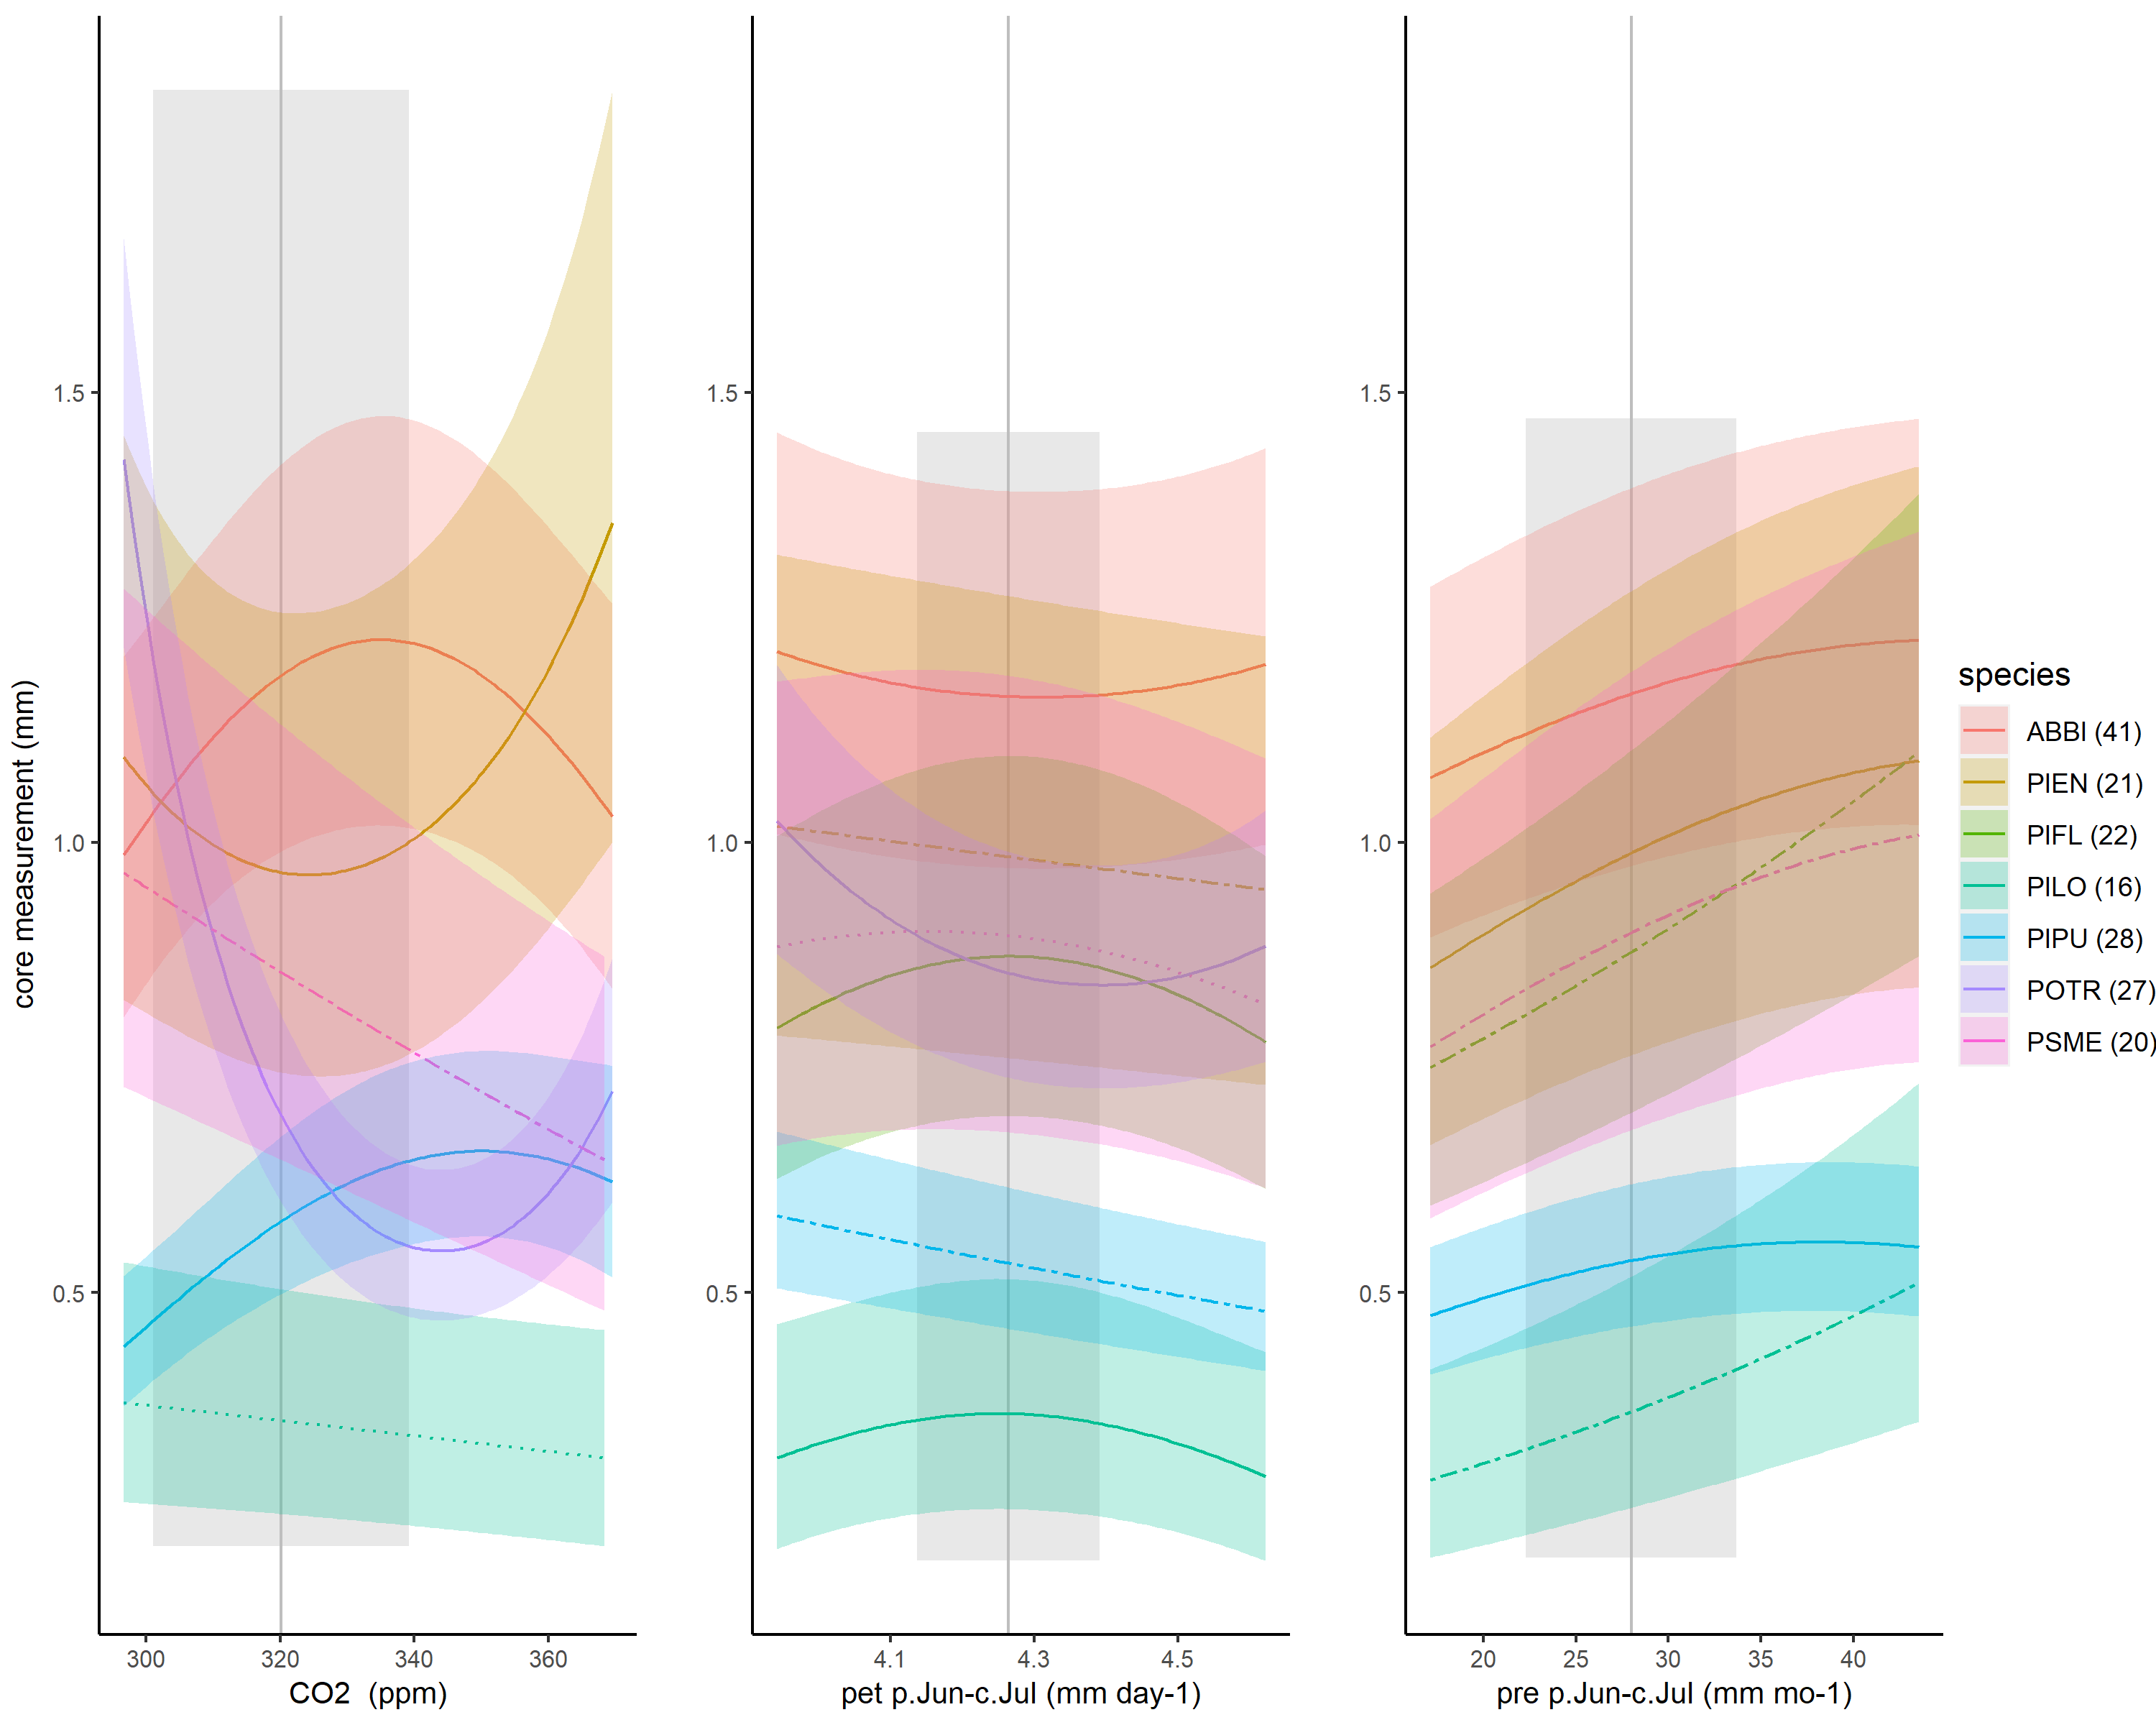 core measurement (mm)
1.5
1.0
0.5
300 320 340 360
CO2  (ppm)
1.5
1.0
0.5
4.1 4.3 4.5
pet p.Jun-c.Jul (mm day-1)
1.5
1.0
0.5
20 25 30 35 40
pre p.Jun-c.Jul (mm mo-1)
species
ABBI (41)
PIEN (21)
PIFL (22)
PILO (16)
PIPU (28)
POTR (27)
PSME (20)